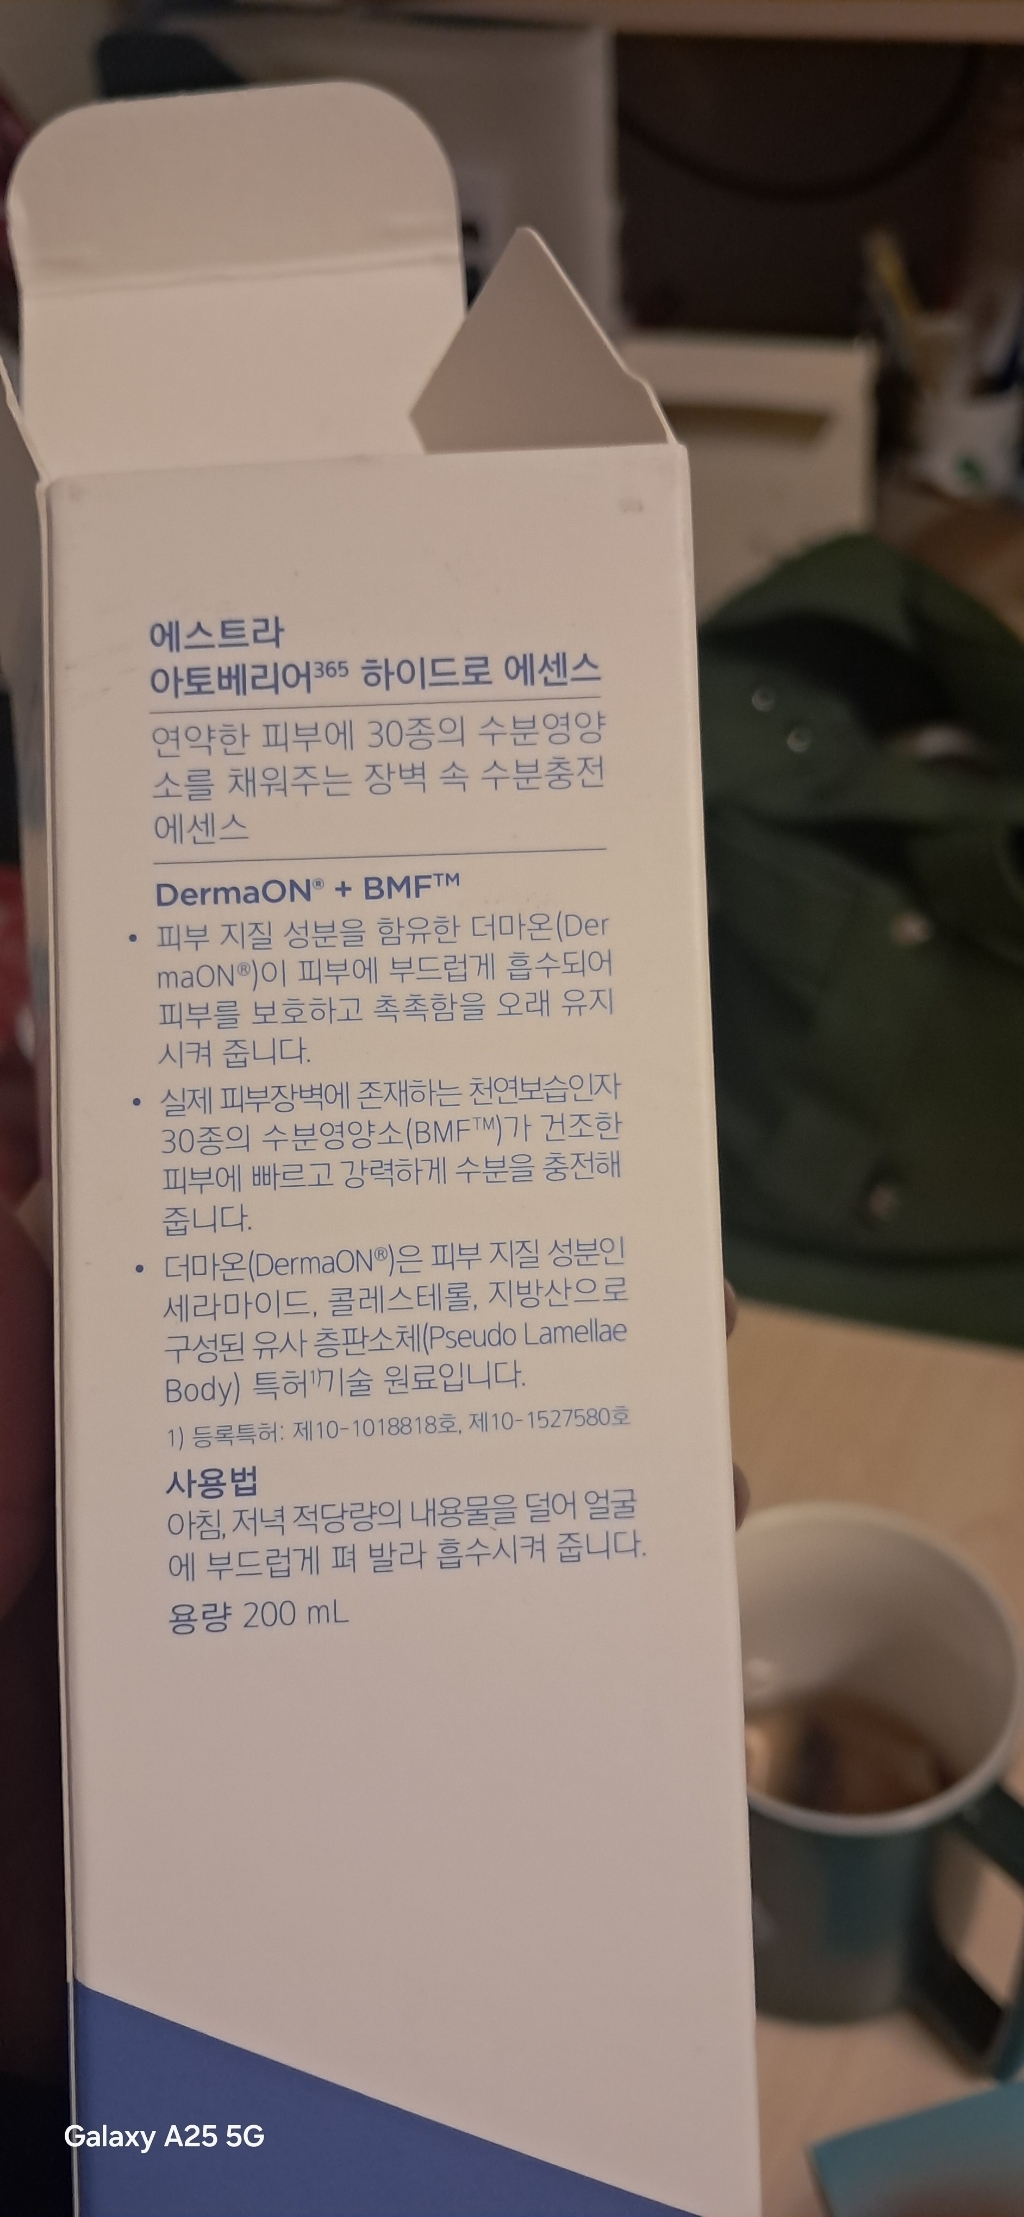 에스트라
아토베리어365 하이드로 에센스
연약한 피부에 30종의 수분영양
소를 채워주는 장벽 속 수분충전
에센스
DermaON® + BMF™
• 피부 지질 성분을 함유한 더마온(Der
maON®)이 피부에 부드럽게 흡수되어
피부를 보호하고 촉촉함을 오래 유지
시켜 줍니다.
• 실제 피부장벽에 존재하는 천연보습인자
30종의 수분영양소(BMF™)가 건조한
피부에 빠르고 강력하게 수분을 충전해
줍니다.
• 더마온(DermaON®)은 피부 지질 성분인
세라마이드, 콜레스테롤, 지방산으로
구성된 유사 층판소체(Pseudo Lamellae
Body) 특허1)기술 원료입니다.
1) 등록특허: 제10-1018818호, 제10-1527580호
사용법
아침, 저녁 적당량의 내용물을 덜어 얼굴
에 부드럽게 펴 발라 흡수시켜 줍니다.
용량 200 mL
Galaxy A25 5G